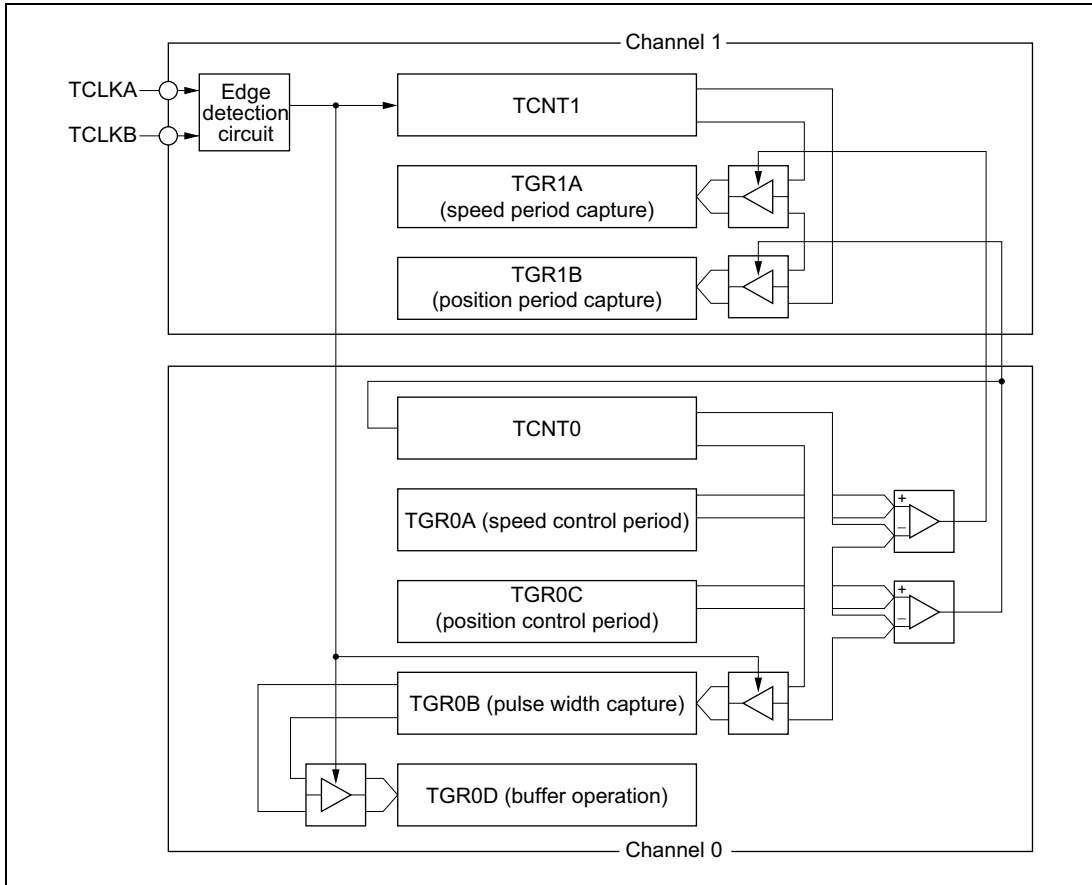 Channel 1
TCLKA
TCLKB
Edge
detection
circuit
TCNT1
TGR1A
(speed period capture)
TGR1B
(position period capture)
TCNT0
TGR0A (speed control period)
+
−
TGR0C
(position control period)
+
−
TGR0B (pulse width capture)
TGR0D (buffer operation)
Channel 0